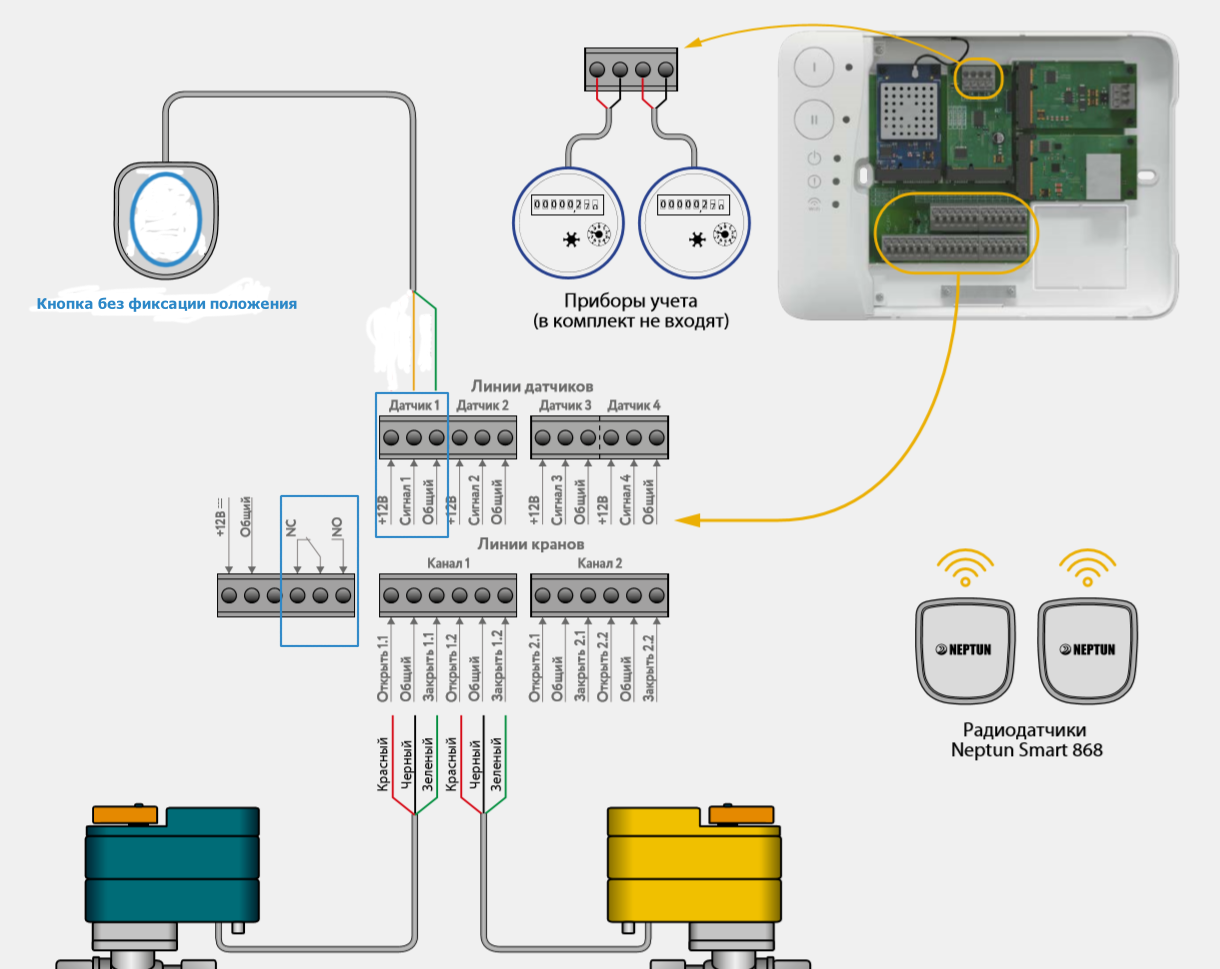 I
II
000002
000002
Кнопка без фиксации положения
Приборы учета
(в комплект не входят)
Линии датчиков
Датчик 1
Датчик 2
Датчик 3
Датчик 4
+12В
Сигнал 1
Общий
+12В
Сигнал 2
Общий
+12В
Сигнал 3
Общий
+12В
Сигнал 4
Общий
+12В =
Общий
NC
NO
Линии кранов
Канал 1
Канал 2
Открыть 1.1
Общий
Закрыть 1.1
Открыть 1.2
Общий
Закрыть 1.2
Открыть 2.1
Общий
Закрыть 2.1
Открыть 2.2
Общий
Закрыть 2.2
NEPTUN
NEPTUN
Радиодатчики
Neptun Smart 868
Красный
Черный
Зеленый
Красный
Черный
Зеленый